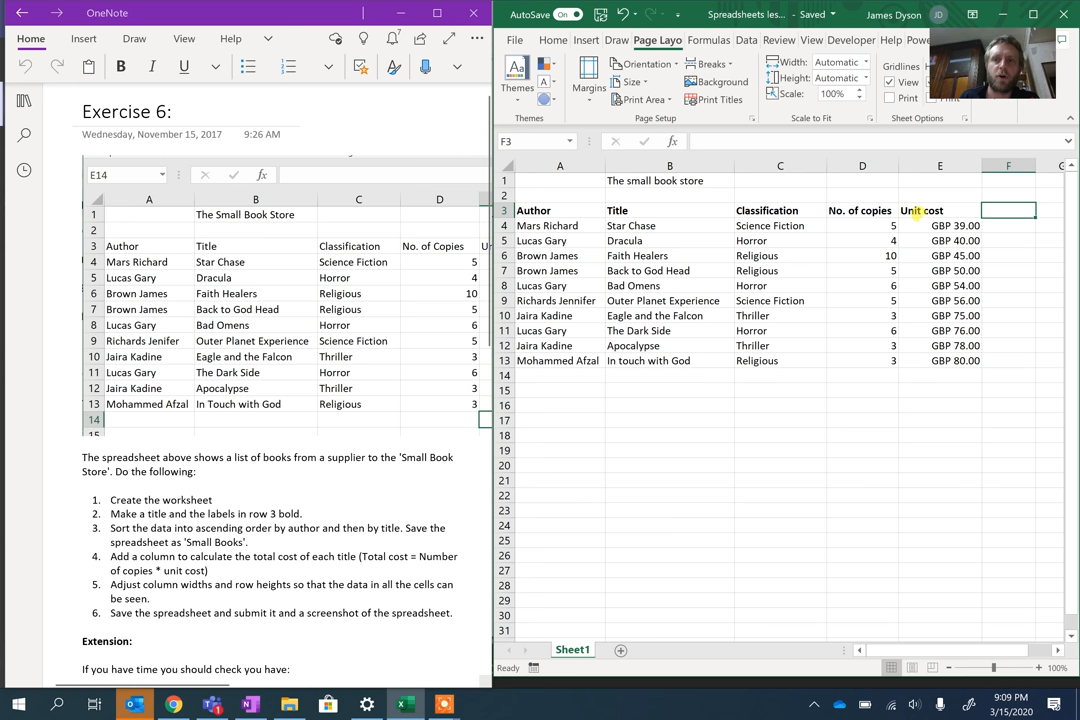 OneNote
Home Insert Draw View Help
Exercise 6:
Wednesday, November 15, 2017 9:26 AM
E14 fx
A B C D
1 The Small Book Store
2
3 Author Title Classification No. of Copies
4 Mars Richard Star Chase Science Fiction 5
5 Lucas Gary Dracula Horror 4
6 Brown James Faith Healers Religious 10
7 Brown James Back to God Head Religious 5
8 Lucas Gary Bad Omens Horror 6
9 Richards Jenifer Outer Planet Experience Science Fiction 5
10 Jaira Kadine Eagle and the Falcon Thriller 3
11 Lucas Gary The Dark Side Horror 6
12 Jaira Kadine Apocalypse Thriller 3
13 Mohammed Afzal In Touch with God Religious 3
14
15
The spreadsheet above shows a list of books from a supplier to the 'Small Book
Store'. Do the following:
1. Create the worksheet
2. Make a title and the labels in row 3 bold.
3. Sort the data into ascending order by author and then by title. Save the
spreadsheet as 'Small Books'.
4. Add a column to calculate the total cost of each title (Total cost = Number
of copies * unit cost)
5. Adjust column widths and row heights so that the data in all the cells can
be seen.
6. Save the spreadsheet and submit it and a screenshot of the spreadsheet.
Extension:
If you have time you should check you have:
AutoSave On Spreadsheets les... - Saved James Dyson JD
File Home Insert Draw Page Layo Formulas Data Review View Developer Help Pow
Themes
Margins
Orientation
Size
Print Area
Breaks
Background
Print Titles
Width: Automatic
Height: Automatic
Scale: 100%
Gridlines
View
Print
Themes Page Setup Scale to Fit Sheet Options
F3 fx
A B C D E F G
1 The small book store
2
3 Author Title Classification No. of copies Unit cost
4 Mars Richard Star Chase Science Fiction 5 GBP 39.00
5 Lucas Gary Dracula Horror 4 GBP 40.00
6 Brown James Faith Healers Religious 10 GBP 45.00
7 Brown James Back to God Head Religious 5 GBP 50.00
8 Lucas Gary Bad Omens Horror 6 GBP 54.00
9 Richards Jennifer Outer Planet Experience Science Fiction 5 GBP 56.00
10 Jaira Kadine Eagle and the Falcon Thriller 3 GBP 75.00
11 Lucas Gary The Dark Side Horror 6 GBP 76.00
12 Jaira Kadine Apocalypse Thriller 3 GBP 78.00
13 Mohammed Afzal In touch with God Religious 3 GBP 80.00
14
15
16
17
18
19
20
21
22
23
24
25
26
27
28
29
30
31
Sheet1
Ready 100%
9:09 PM
3/15/2020